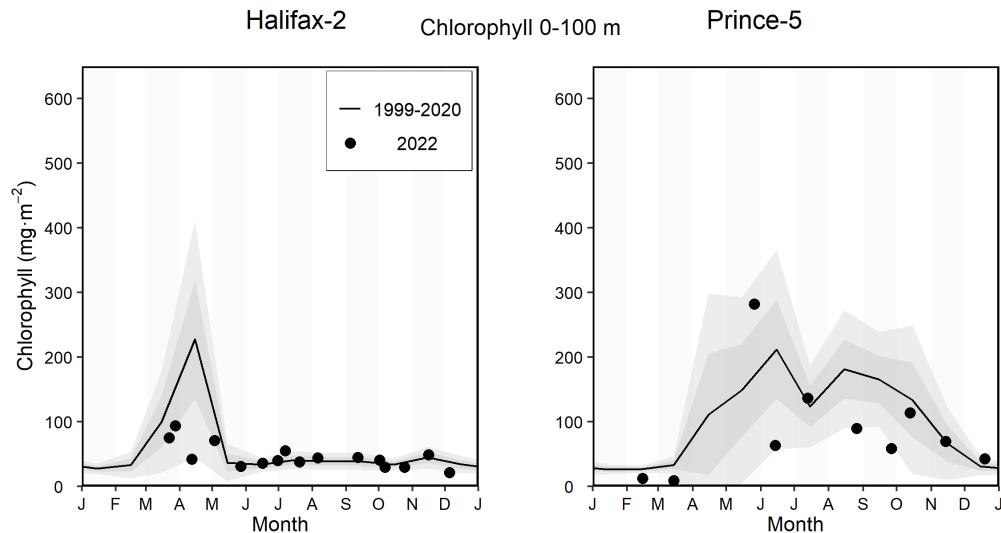 Halifax-2
Chlorophyll 0-100 m
Prince-5
Chlorophyll (mg·m⁻²)
600
500
400
300
200
100
0
1999-2020
2022
J F M A M J J A S O N D J
Month
600
500
400
300
200
100
0
J F M A M J J A S O N D J
Month